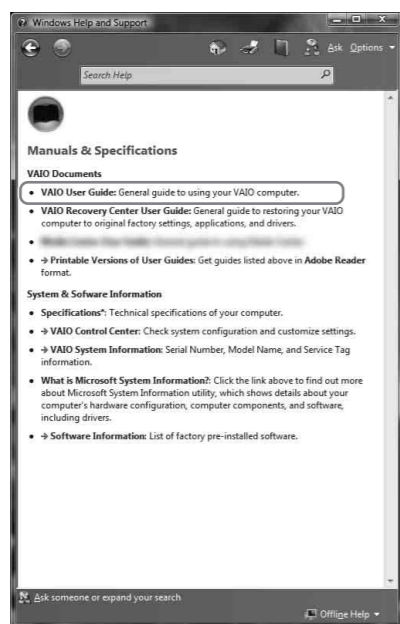 Windows Help and Support
Ask Options
Search Help
Manuals & Specifications
VAIO Documents
• VAIO User Guide: General guide to using your VAIO computer.
• VAIO Recovery Center User Guide: General guide to restoring your VAIO
computer to original factory settings, applications, and drivers.
• → Printable Versions of User Guides: Get guides listed above in Adobe Reader
format.
System & Sofware Information
• Specifications*: Technical specifications of your computer.
• → VAIO Control Center: Check system configuration and customize settings.
• → VAIO System Information: Serial Number, Model Name, and Service Tag
information.
• What is Microsoft System Information?: Click the link above to find out more
about Microsoft System Information utility, which shows details about your
computer's hardware configuration, computer components, and software,
including drivers.
• → Software Information: List of factory pre-installed software.
Ask someone or expand your search
Offline Help